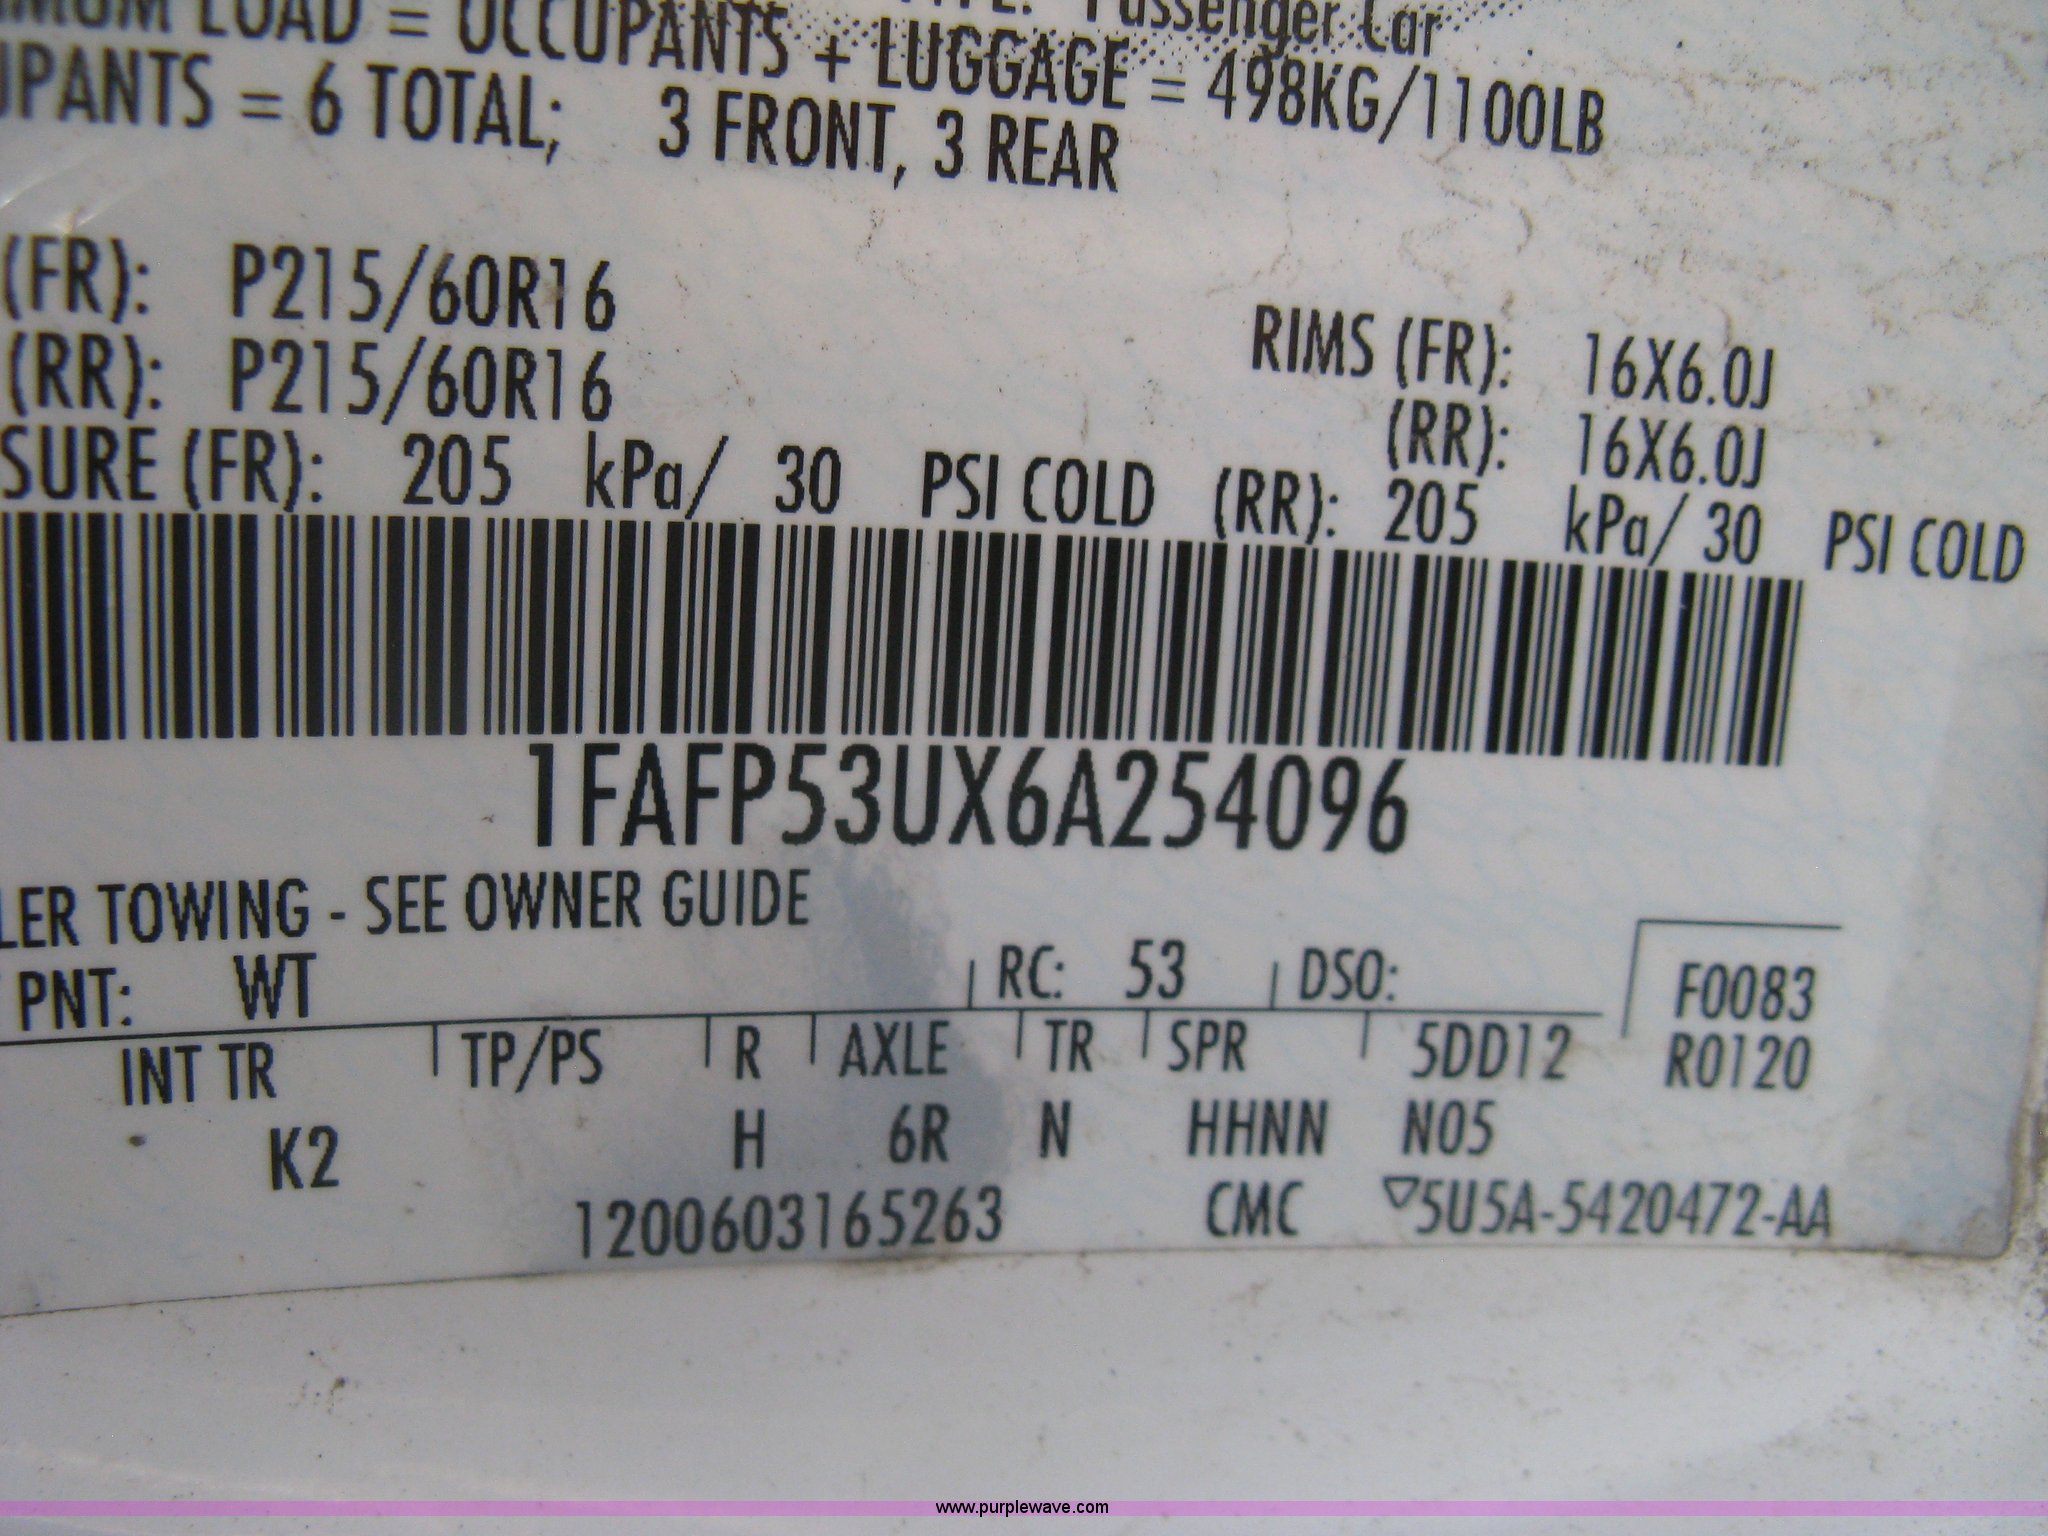 Passenger Car
MUM LOAD = OCCUPANTS + LUGGAGE = 498KG/1100LB
UPANTS = 6 TOTAL; 3 FRONT, 3 REAR
(FR): P215/60R16
RIMS (FR): 16X6.0J
(RR): P215/60R16
(RR): 16X6.0J
SURE (FR): 205 kPa/ 30 PSI COLD (RR): 205 kPa/ 30 PSI COLD
1FAFP53UX6A254096
LER TOWING - SEE OWNER GUIDE
PNT: WT RC: 53 DSO: F0083
INT TR TP/PS R AXLE TR SPR 5DD12 R0120
K2 H 6R N HHNN N05
1200603165263 CMC ▽5U5A-5420472-AA
www.purplewave.com